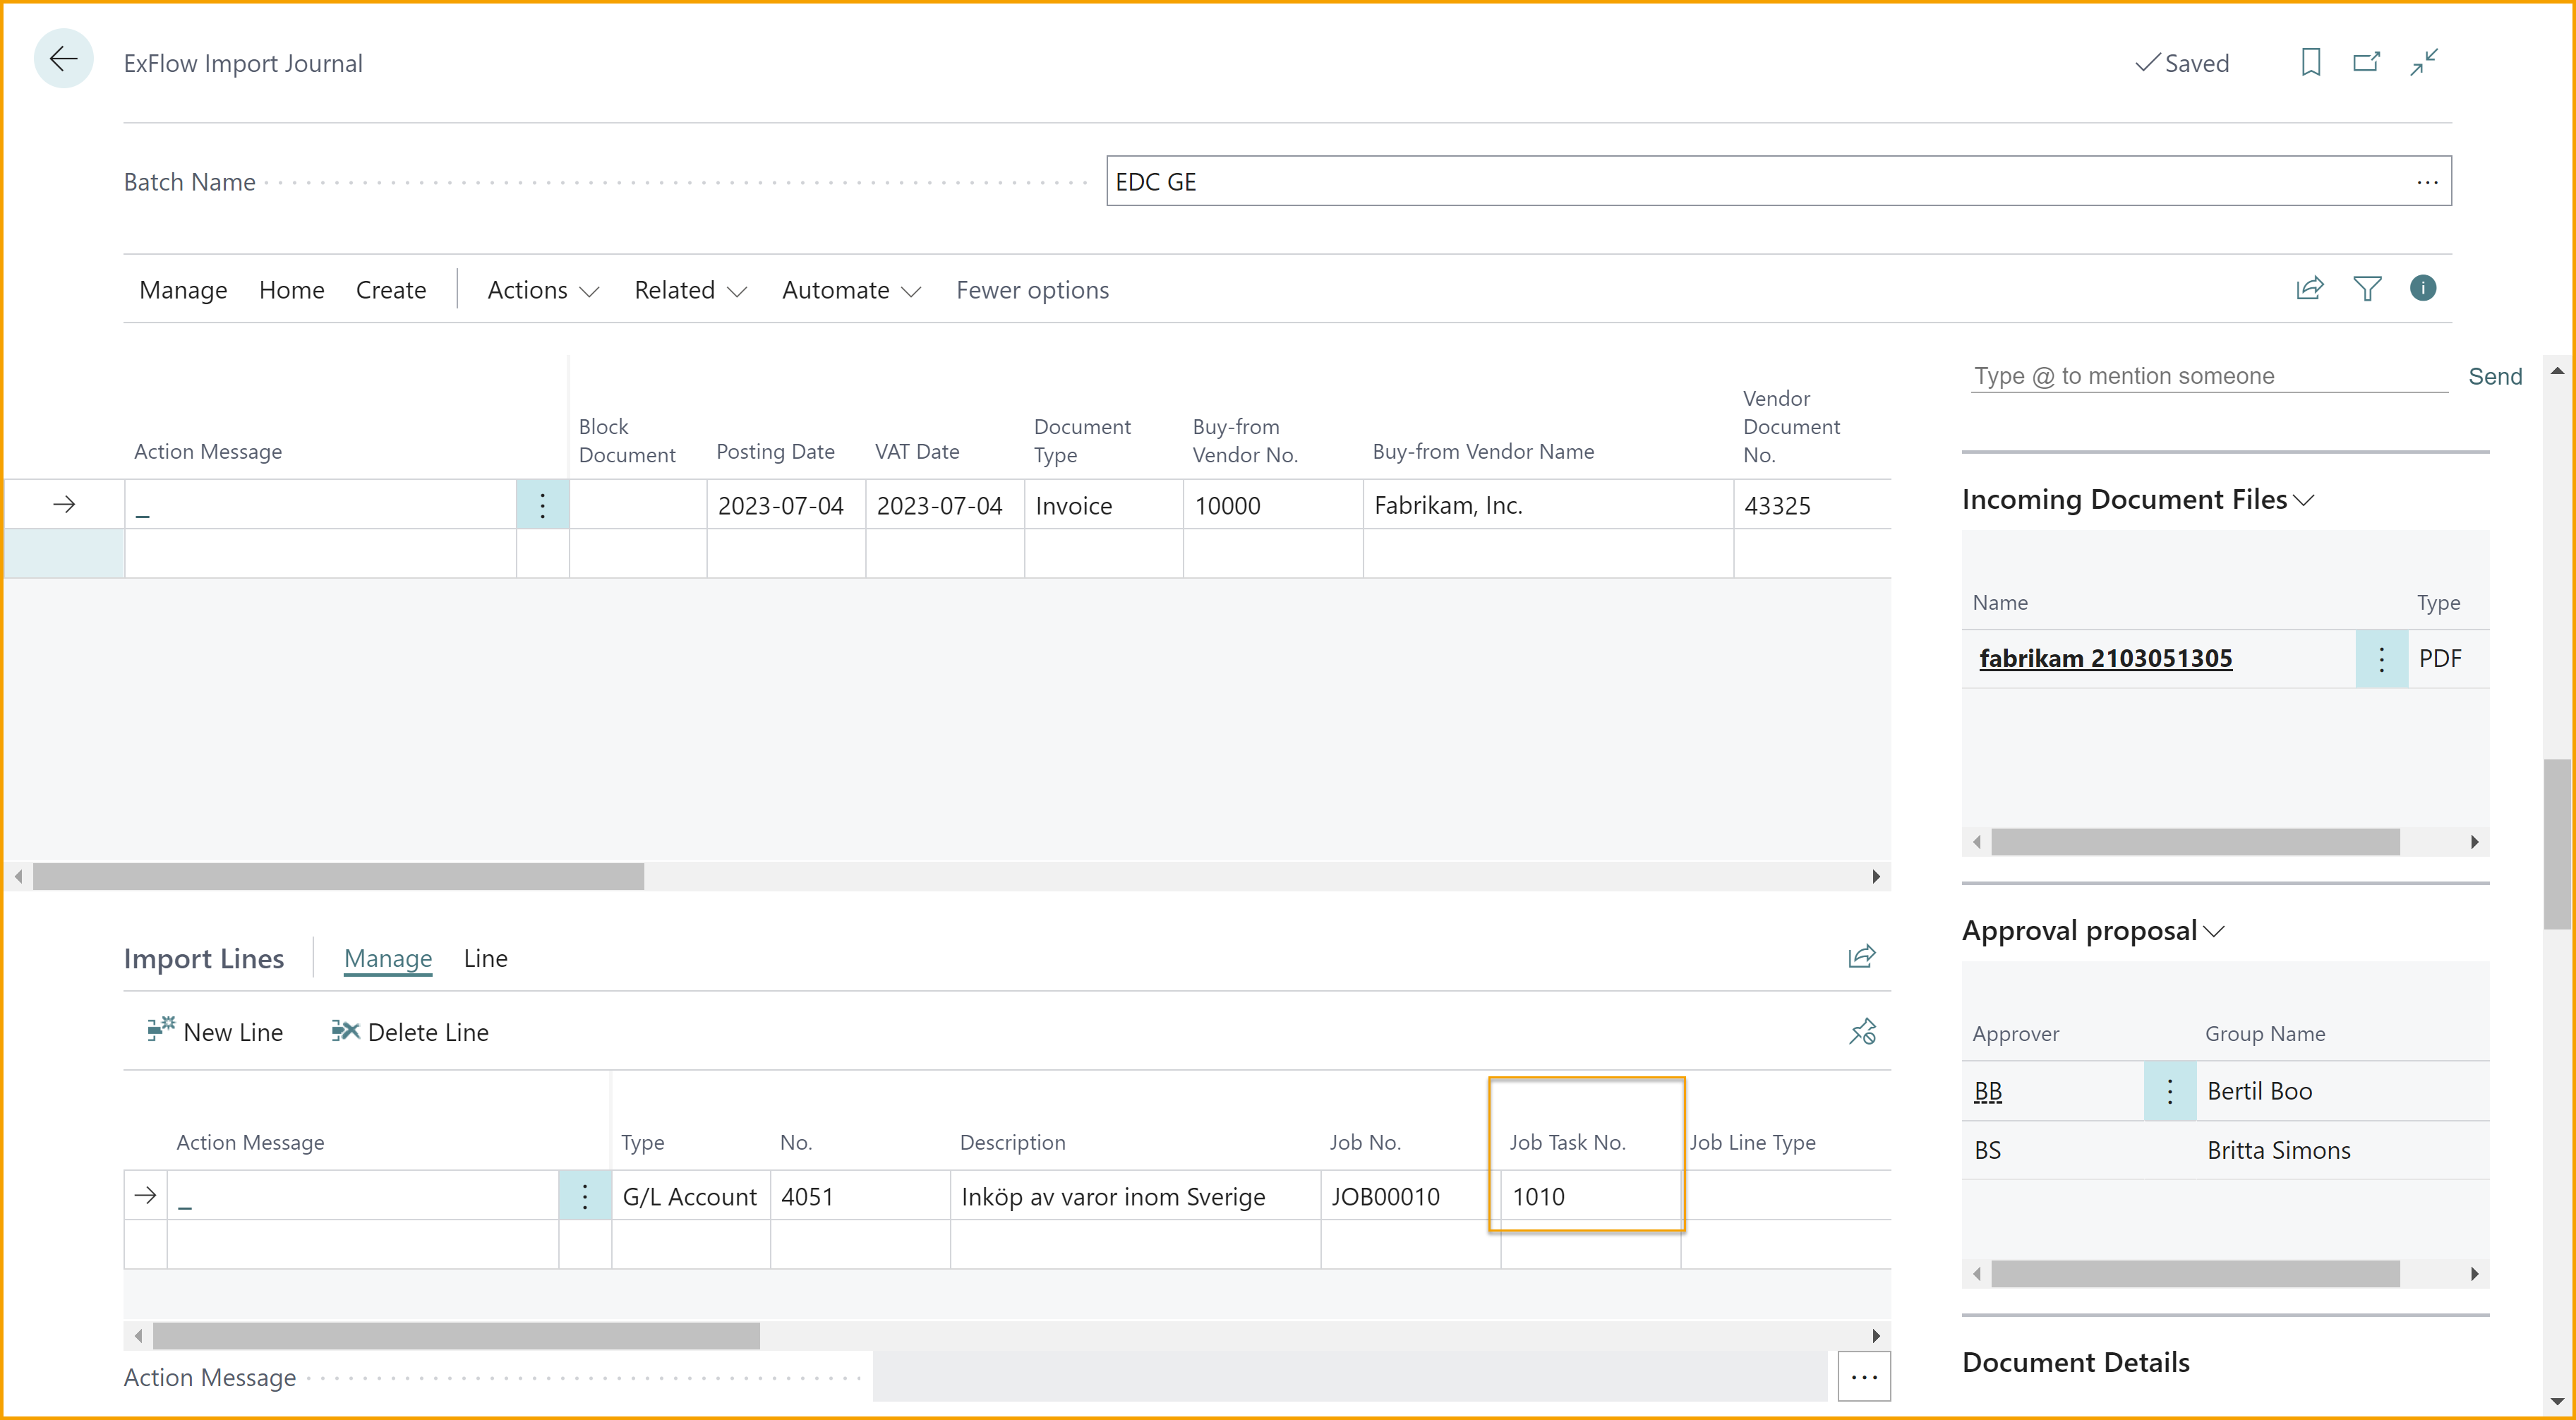 ExFlow Import Journal
Saved
Batch Name
EDC GE
Manage Home Create Actions Related Automate Fewer options
Type @ to mention someone Send
Action Message
Block Document
Posting Date
VAT Date
Document Type
Buy-from Vendor No.
Buy-from Vendor Name
Vendor Document No.
_ 2023-07-04 2023-07-04 Invoice 10000 Fabrikam, Inc. 43325
Incoming Document Files
Name Type
fabrikam 2103051305 PDF
Import Lines Manage Line
New Line Delete Line
Action Message Type No. Description Job No. Job Task No. Job Line Type
_ G/L Account 4051 Inköp av varor inom Sverige JOB00010 1010
Action Message
Approval proposal
Approver Group Name
BB Bertil Boo
BS Britta Simons
Document Details